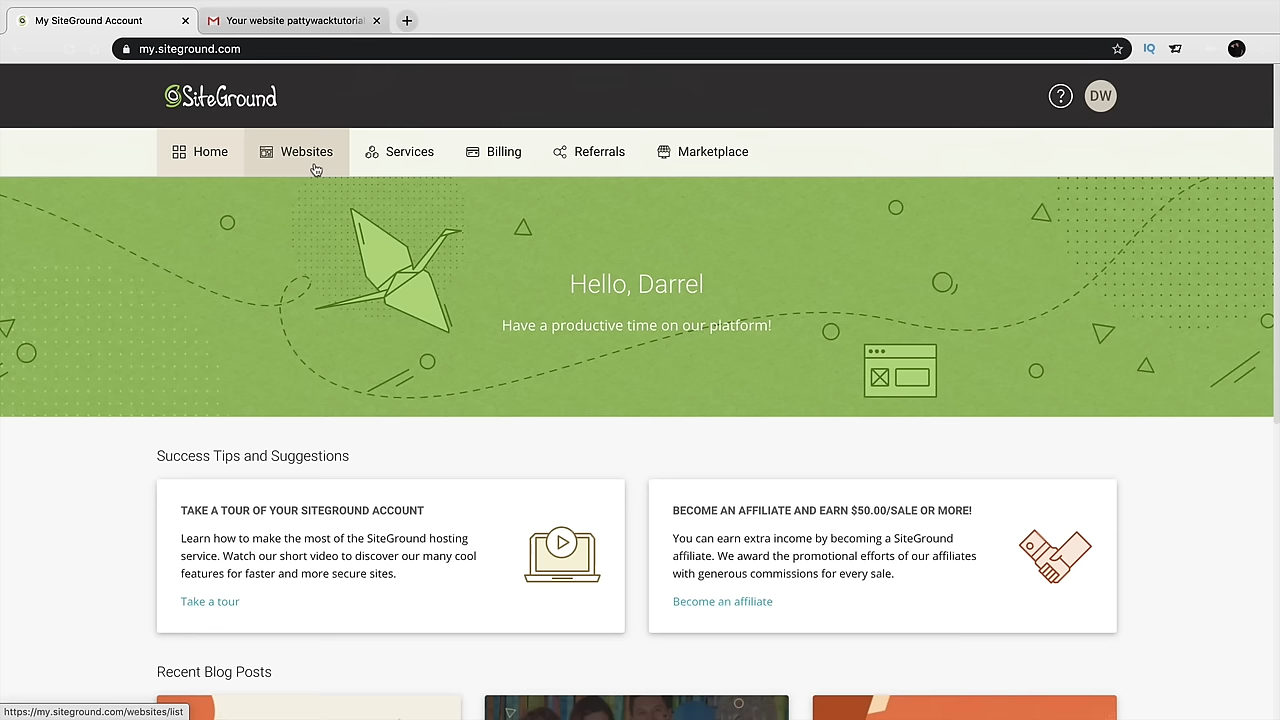 My SiteGround Account
Your website pattywacktutoria
my.siteground.com
IQ
SiteGround
?
DW
Home
Websites
Services
Billing
Referrals
Marketplace
Hello, Darrel
Have a productive time on our platform!
Success Tips and Suggestions
TAKE A TOUR OF YOUR SITEGROUND ACCOUNT
Learn how to make the most of the SiteGround hosting
service. Watch our short video to discover our many cool
features for faster and more secure sites.
Take a tour
BECOME AN AFFILIATE AND EARN $50.00/SALE OR MORE!
You can earn extra income by becoming a SiteGround
affiliate. We award the promotional efforts of our affiliates
with generous commissions for every sale.
Become an affiliate
Recent Blog Posts
https://my.siteground.com/websites/list